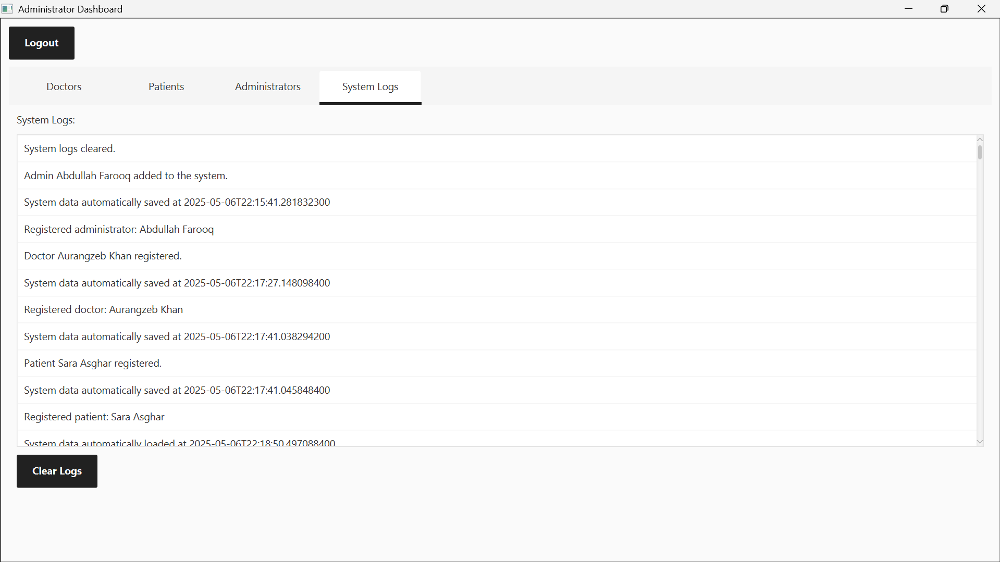 Administrator Dashboard
Logout
Doctors Patients Administrators System Logs
System Logs:
System logs cleared.
Admin Abdullah Farooq added to the system.
System data automatically saved at 2025-05-06T22:15:41.281832300
Registered administrator: Abdullah Farooq
Doctor Aurangzeb Khan registered.
System data automatically saved at 2025-05-06T22:17:27.148098400
Registered doctor: Aurangzeb Khan
System data automatically saved at 2025-05-06T22:17:41.038294200
Patient Sara Asghar registered.
System data automatically saved at 2025-05-06T22:17:41.045848400
Registered patient: Sara Asghar
System data automatically loaded at 2025-05-06T22:18:50.497088400
Clear Logs